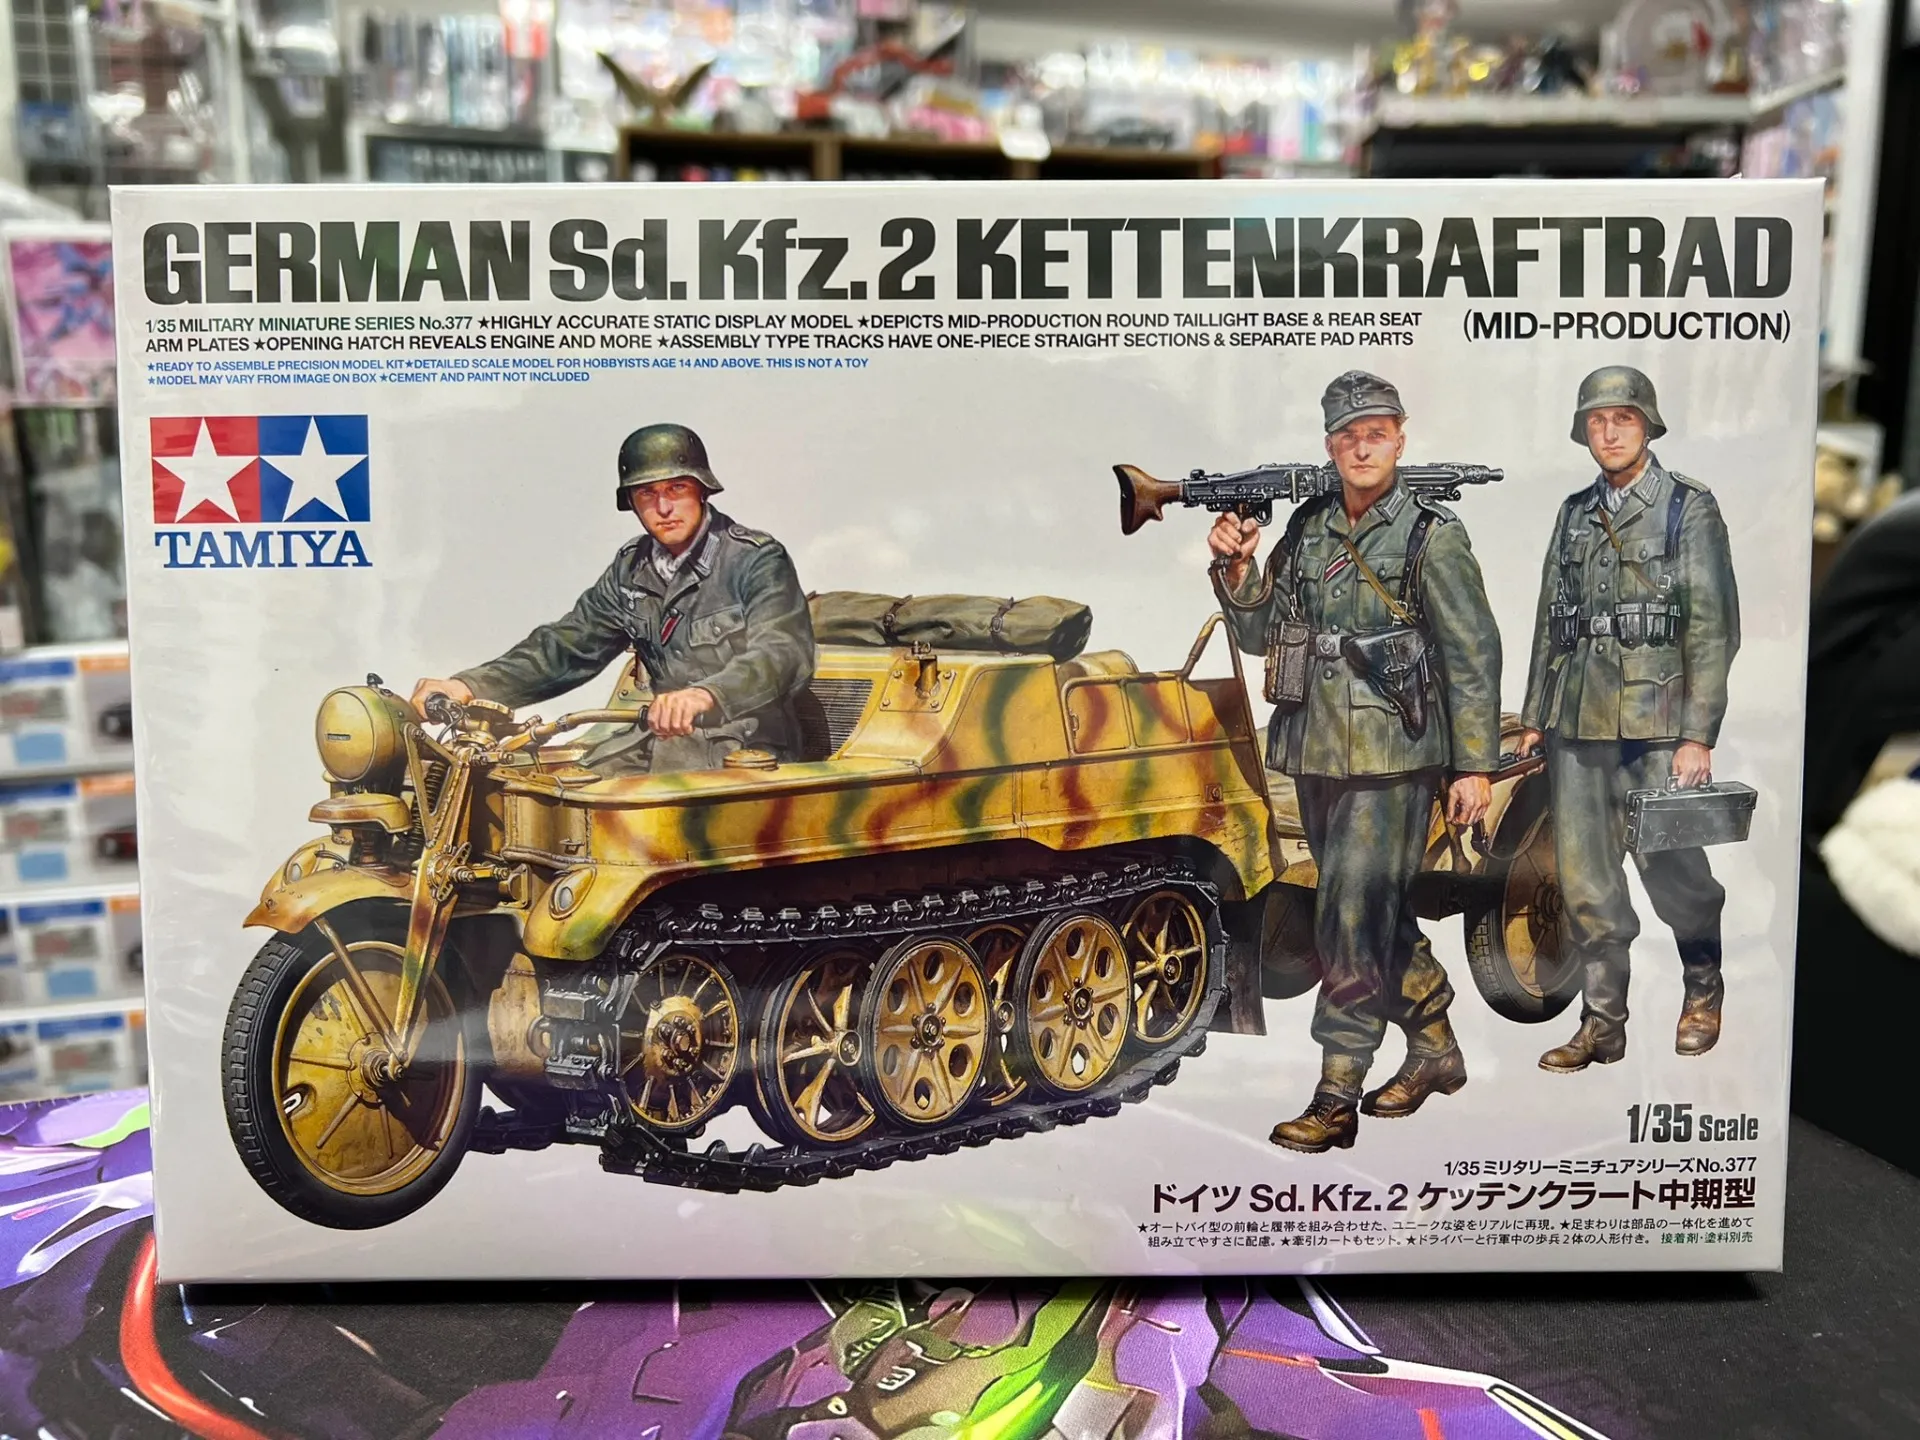 GERMAN Sd.Kfz.2 KETTENKRAFTRAD
(MID-PRODUCTION)
1/35 MILITARY MINIATURE SERIES No.377 ★HIGHLY ACCURATE STATIC DISPLAY MODEL ★DEPICTS MID-PRODUCTION ROUND TAILLIGHT BASE & REAR SEAT
ARM PLATES ★OPENING HATCH REVEALS ENGINE AND MORE ★ASSEMBLY TYPE TRACKS HAVE ONE-PIECE STRAIGHT SECTIONS & SEPARATE PAD PARTS
★READY TO ASSEMBLE PRECISION MODEL KIT★DETAILED SCALE MODEL FOR HOBBYISTS AGE 14 AND ABOVE. THIS IS NOT A TOY
★MODEL MAY VARY FROM IMAGE ON BOX ★CEMENT AND PAINT NOT INCLUDED
TAMIYA
1/35 Scale
1/35 ミリタリーミニチュアシリーズ No.377
ドイツ Sd.Kfz.2 ケッテンクラート中期型
★オートバイ型の前輪と履帯を組み合わせた、ユニークな姿をリアルに再現。★足まわりは部品の一体化を進めて
組み立てやすさに配慮。★牽引カートもセット。★ドライバーと行軍中の歩兵2体の人形付き。 接着剤・塗料別売